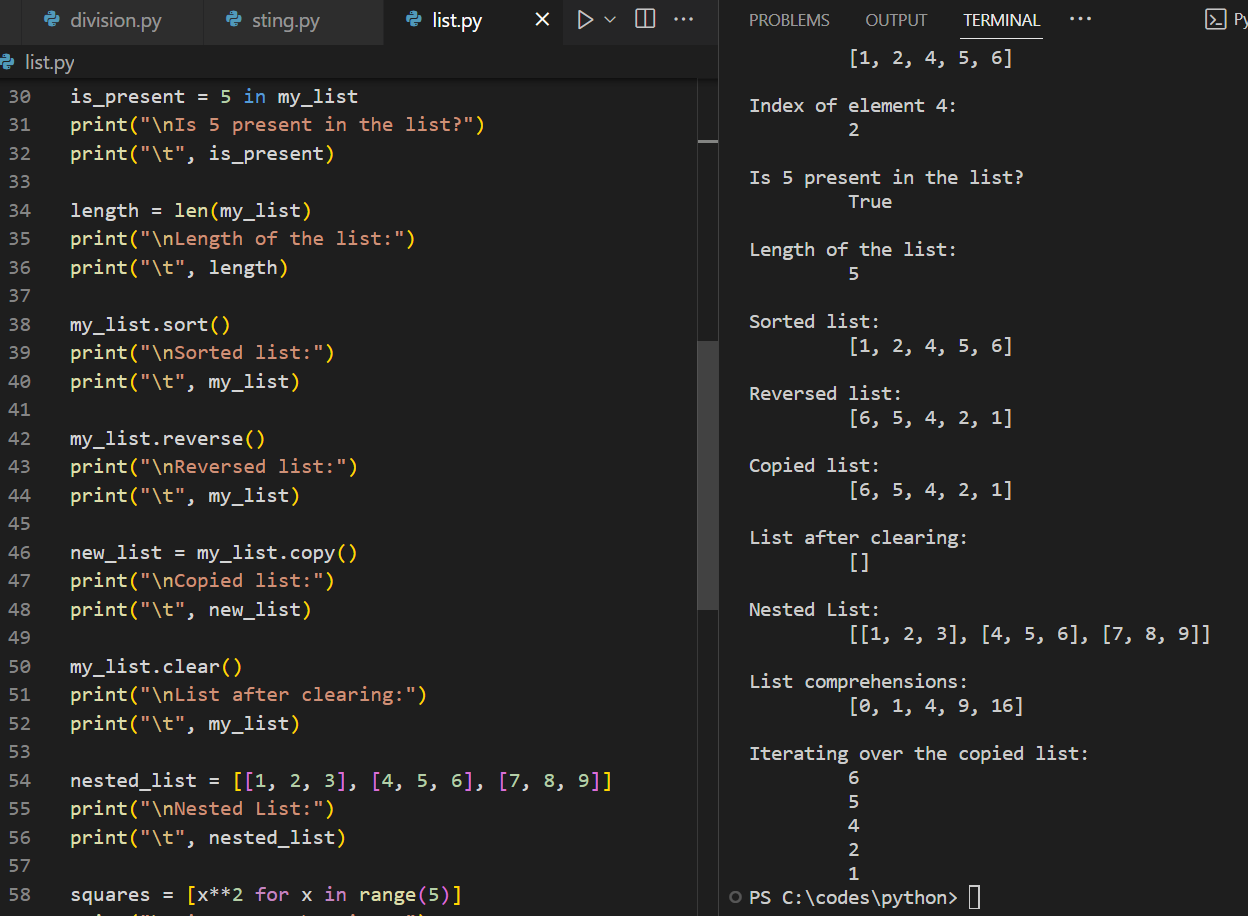 division.py
sting.py
list.py
list.py
30 is_present = 5 in my_list
31 print("\nIs 5 present in the list?")
32 print("\t", is_present)
33
34 length = len(my_list)
35 print("\nLength of the list:")
36 print("\t", length)
37
38 my_list.sort()
39 print("\nSorted list:")
40 print("\t", my_list)
41
42 my_list.reverse()
43 print("\nReversed list:")
44 print("\t", my_list)
45
46 new_list = my_list.copy()
47 print("\nCopied list:")
48 print("\t", new_list)
49
50 my_list.clear()
51 print("\nList after clearing:")
52 print("\t", my_list)
53
54 nested_list = [[1, 2, 3], [4, 5, 6], [7, 8, 9]]
55 print("\nNested List:")
56 print("\t", nested_list)
57
58 squares = [x**2 for x in range(5)]
PROBLEMS OUTPUT TERMINAL ··· Py
[1, 2, 4, 5, 6]
Index of element 4:
2
Is 5 present in the list?
True
Length of the list:
5
Sorted list:
[1, 2, 4, 5, 6]
Reversed list:
[6, 5, 4, 2, 1]
Copied list:
[6, 5, 4, 2, 1]
List after clearing:
[]
Nested List:
[[1, 2, 3], [4, 5, 6], [7, 8, 9]]
List comprehensions:
[0, 1, 4, 9, 16]
Iterating over the copied list:
6
5
4
2
1
PS C:\codes\python>